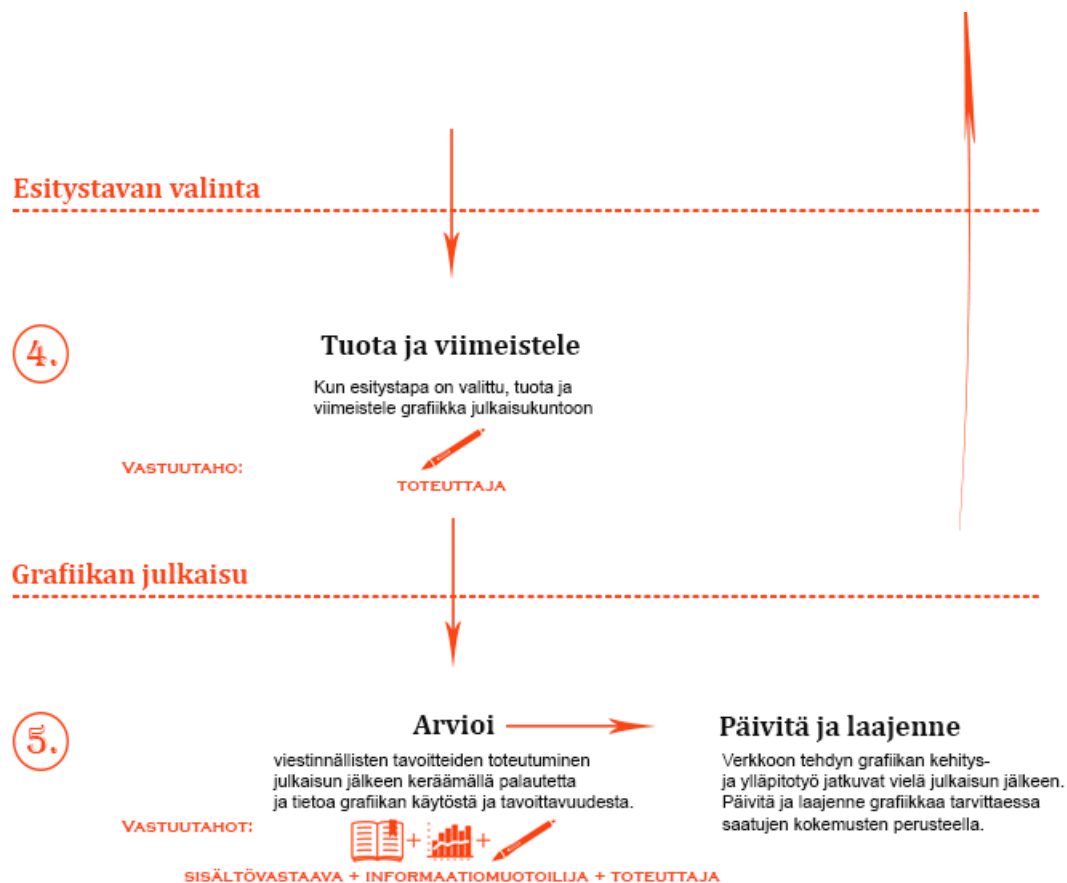 Esitystavan valinta
4.
Tuota ja viimeistele
Kun esitystapa on valittu, tuota ja
viimeistele grafiikka julkaisukuntoon
VASTUUTAHO:
TOTEUTTAJA
Grafiikan julkaisu
5.
Arvioi
viestinnällisten tavoitteiden toteutuminen
julkaisun jälkeen keräämällä palautetta
ja tietoa grafiikan käytöstä ja tavoittavuudesta.
Päivitä ja laajenne
Verkkoon tehdyn grafiikan kehitys-
ja ylläpitotyö jatkuvat vielä julkaisun jälkeen.
Päivitä ja laajenne grafiikkaa tarvittaessa
saatujen kokemusten perusteella.
VASTUUTAHOT:
+ +
SISÄLTÖVASTAAVA + INFORMAATIOMUOTOILIJA + TOTEUTTAJA